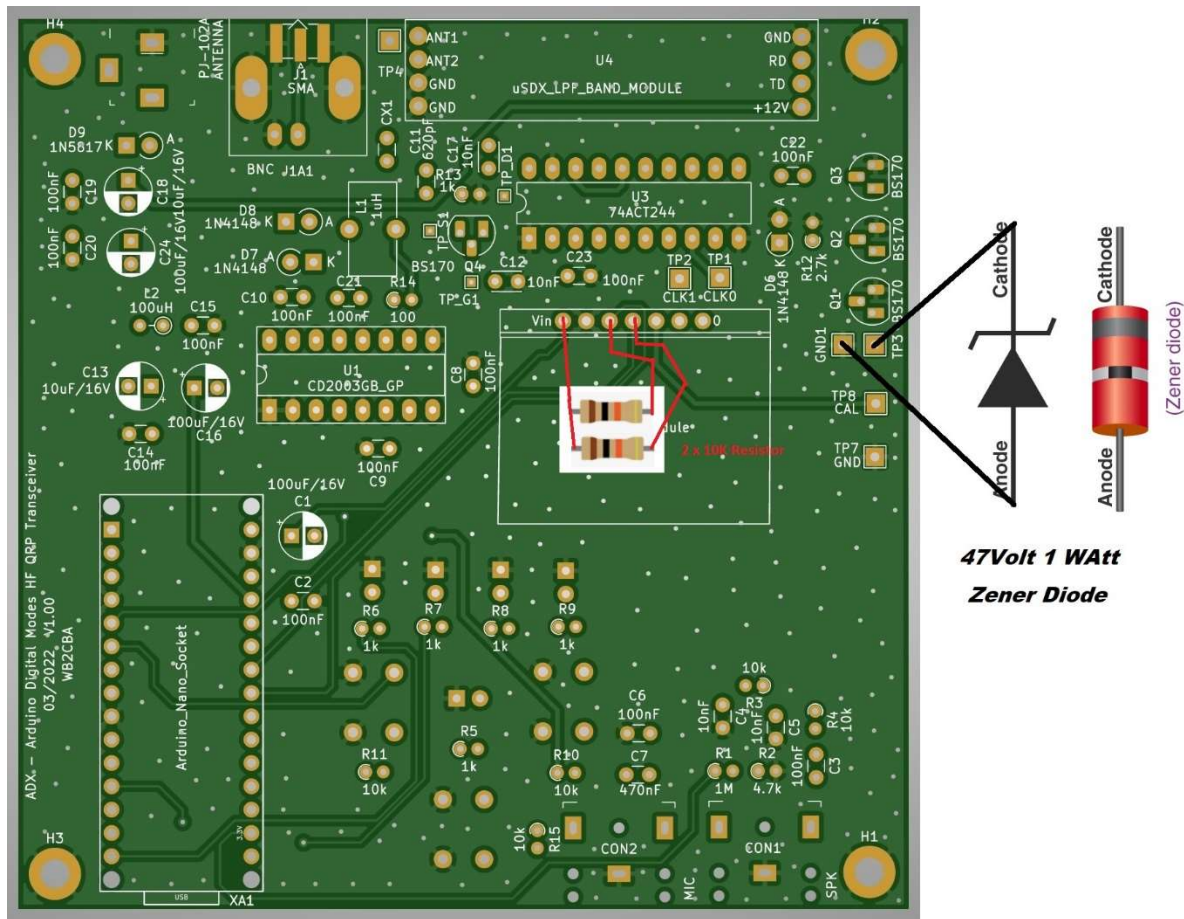 H4
PJ-102A
ANTENNA
J1
SMA
BNC J1A1
TP4
ANT1
ANT2
GND
GND
U4
uSDX_LPF_BAND_MODULE
GND
RD
TD
+12V
H2
D9
1N5817 K
A
100nF
C19
C18
100uF/16V10uF/16V
100nF
C20
C24
D8
1N4148 K
A
D7
1N4148
A
K
L1
1uH
CX1
C11
620pF
C17
10nF
R13
1k
TP_D1
TP_S1
BS170
Q4
TP_G1
U3
74ACT244
C22
100nF
Q3
BS170
Q2
BS170
Q1
BS170
A
D6
1N4148 K
R12
2.7k
C12
10nF
C23
100nF
TP2
CLK1
TP1
CLK0
C10
100nF
C21
100nF
R14
100
L2
100uH
C15
100nF
Vin
0
GND1
TP3
U1
CD2003GB_GP
C8
100nF
C13
10uF/16V
100uF/16V
C16
C14
100nF
100nF
C9
dule
2 x 10K Resistor
TP8
CAL
TP7
GND
Cathode
Anode
Cathode
Anode
(Zener diode)
47Volt 1 WAtt
Zener Diode
100uF/16V
C1
C2
100nF
R6
1k
R7
1k
R8
1k
R9
1k
ADX - Arduino Digital Modes HF QRP Transceiver
03/2022 V1.00
WB2CBA
Arduino_Nano_Socket
3.3V
USB
XA1
R11
10k
R5
1k
R10
10k
C6
100nF
C7
470nF
10nF
C4
10k
R3
10nF
C5
R4
10k
R1
1M
R2
4.7k
100nF
C3
10k
R15
CON2
MIC
CON1
SPK
H3
H1